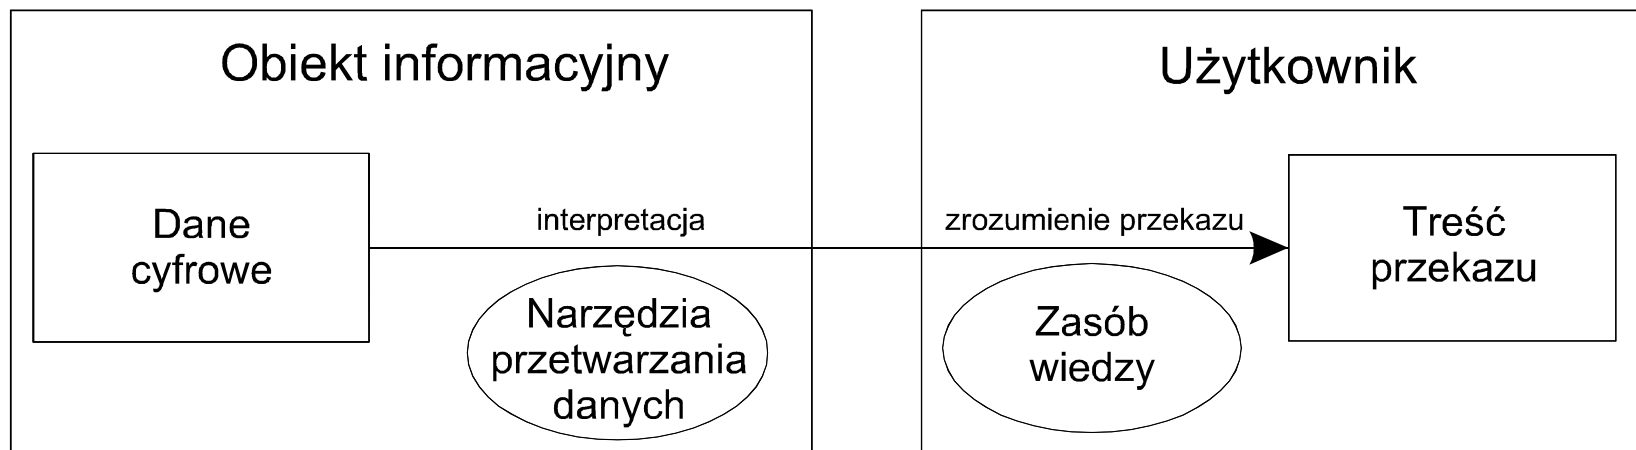 Obiekt informacyjny
Dane
cyfrowe
interpretacja
Narzędzia
przetwarzania
danych
Użytkownik
zrozumienie przekazu
Zasób
wiedzy
Treść
przekazu